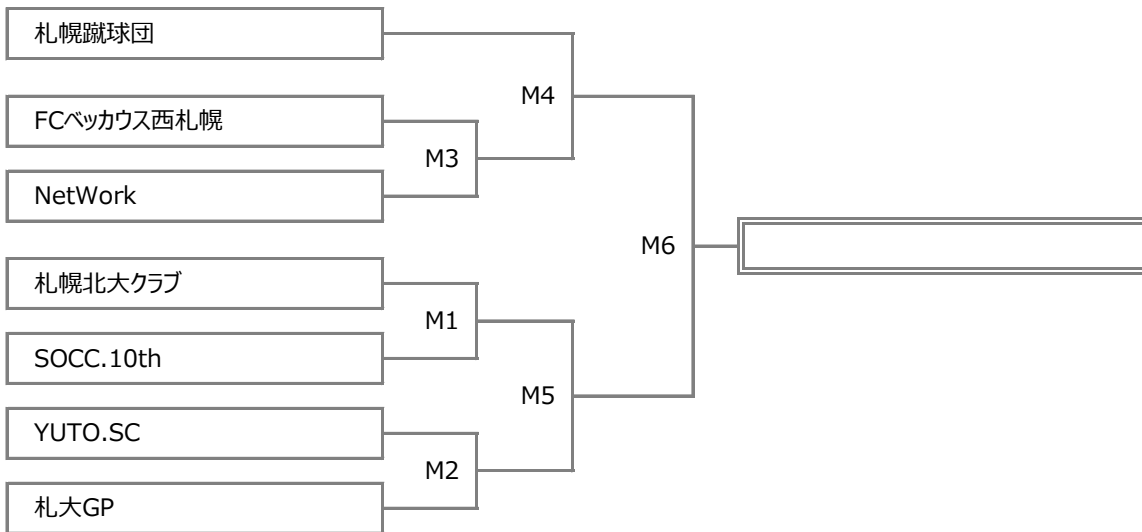 札幌蹴球団
M4
FCベッカウス西札幌
M3
NetWork
M6
札幌北大クラブ
M1
SOCC.10th
M5
YUTO.SC
M2
札大GP